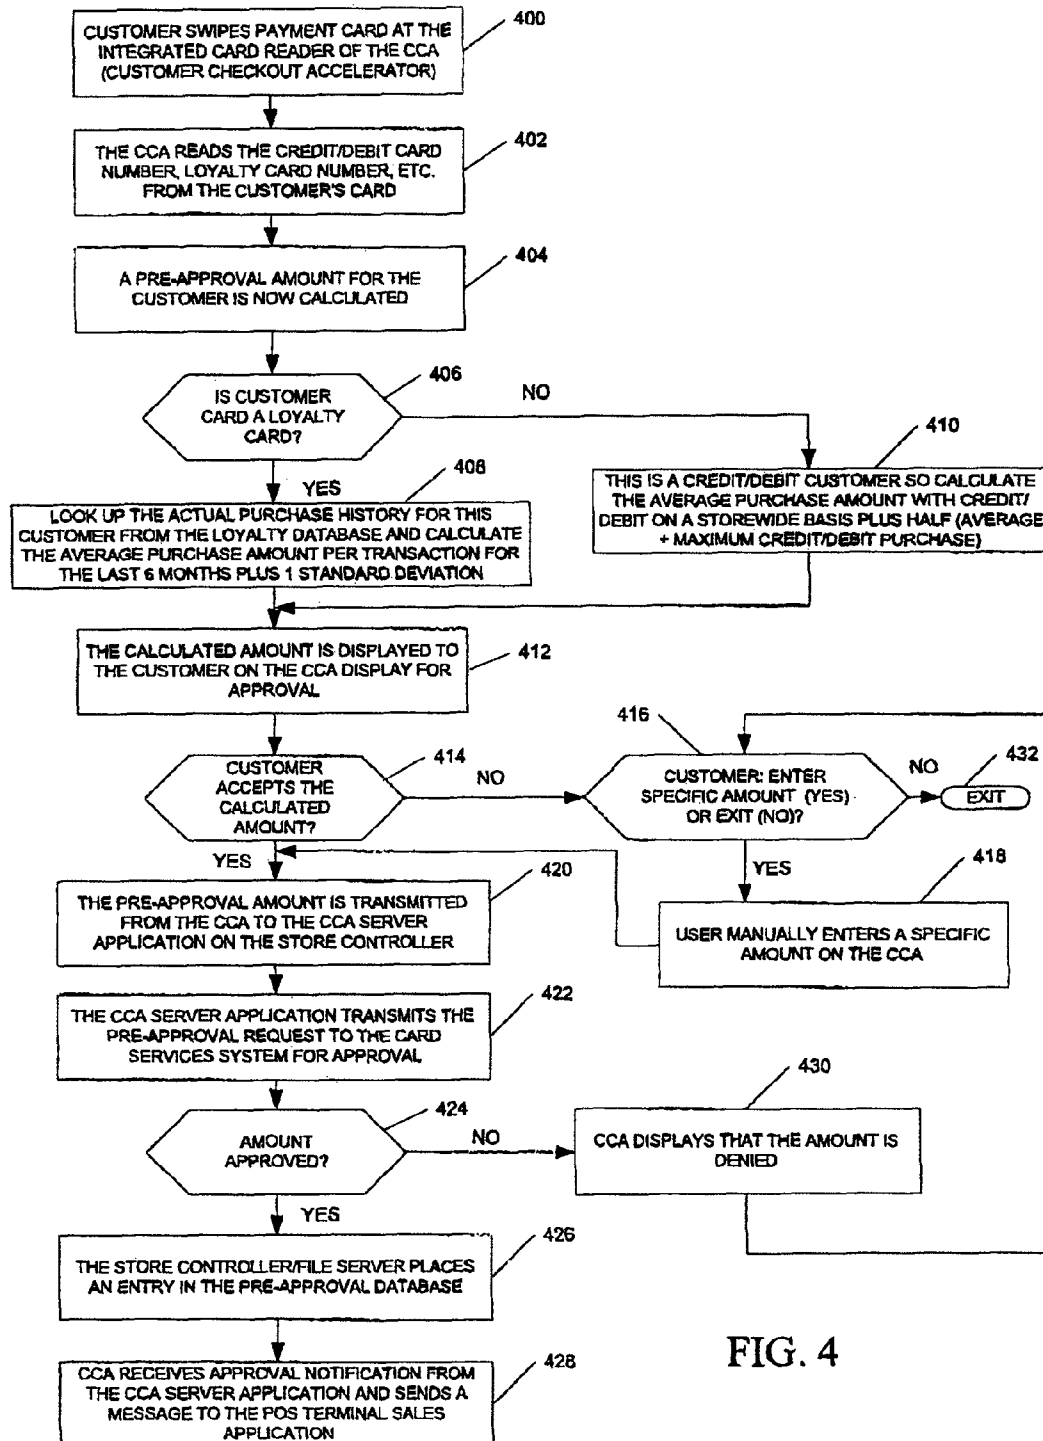 CUSTOMER SWIPES PAYMENT CARD AT THE
INTEGRATED CARD READER OF THE CCA
(CUSTOMER CHECKOUT ACCELERATOR)
400
THE CCA READS THE CREDIT/DEBIT CARD
NUMBER, LOYALTY CARD NUMBER, ETC.
FROM THE CUSTOMER'S CARD
402
A PRE-APPROVAL AMOUNT FOR THE
CUSTOMER IS NOW CALCULATED
404
IS CUSTOMER
CARD A LOYALTY
CARD?
406
NO
YES
408
LOOK UP THE ACTUAL PURCHASE HISTORY FOR THIS
CUSTOMER FROM THE LOYALTY DATABASE AND CALCULATE
THE AVERAGE PURCHASE AMOUNT PER TRANSACTION FOR
THE LAST 6 MONTHS PLUS 1 STANDARD DEVIATION
410
THIS IS A CREDIT/DEBIT CUSTOMER SO CALCULATE
THE AVERAGE PURCHASE AMOUNT WITH CREDIT/
DEBIT ON A STOREWIDE BASIS PLUS HALF (AVERAGE
+ MAXIMUM CREDIT/DEBIT PURCHASE)
THE CALCULATED AMOUNT IS DISPLAYED TO
THE CUSTOMER ON THE CCA DISPLAY FOR
APPROVAL
412
CUSTOMER
ACCEPTS THE
CALCULATED
AMOUNT?
414
NO
YES
416
CUSTOMER: ENTER
SPECIFIC AMOUNT (YES)
OR EXIT (NO)?
NO
432
EXIT
YES
418
USER MANUALLY ENTERS A SPECIFIC
AMOUNT ON THE CCA
420
THE PRE-APPROVAL AMOUNT IS TRANSMITTED
FROM THE CCA TO THE CCA SERVER
APPLICATION ON THE STORE CONTROLLER
422
THE CCA SERVER APPLICATION TRANSMITS THE
PRE-APPROVAL REQUEST TO THE CARD
SERVICES SYSTEM FOR APPROVAL
424
AMOUNT
APPROVED?
NO
YES
430
CCA DISPLAYS THAT THE AMOUNT IS
DENIED
426
THE STORE CONTROLLER/FILE SERVER PLACES
AN ENTRY IN THE PRE-APPROVAL DATABASE
428
CCA RECEIVES APPROVAL NOTIFICATION FROM
THE CCA SERVER APPLICATION AND SENDS A
MESSAGE TO THE POS TERMINAL SALES
APPLICATION
FIG. 4